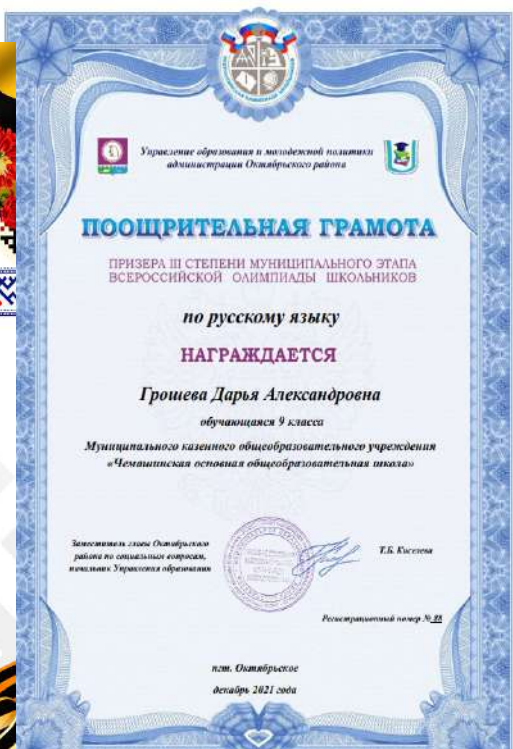 Управление образования и молодежной политики
администрации Октябрьского района
ПООЩРИТЕЛЬНАЯ ГРАМОТА
ПРИЗЕРА III СТЕПЕНИ МУНИЦИПАЛЬНОГО ЭТАПА
ВСЕРОССИЙСКОЙ ОЛИМПИАДЫ ШКОЛЬНИКОВ
по русскому языку
НАГРАЖДАЕТСЯ
Грошева Дарья Александровна
обучающаяся 9 класса
Муниципального казенного общеобразовательного учреждения
«Чемашинская основная общеобразовательная школа»
Заместитель главы Октябрьского
района по социальным вопросам,
начальник Управления образования
Т.Б. Киселева
Регистрационный номер № 88
пгт. Октябрьское
декабрь 2021 года